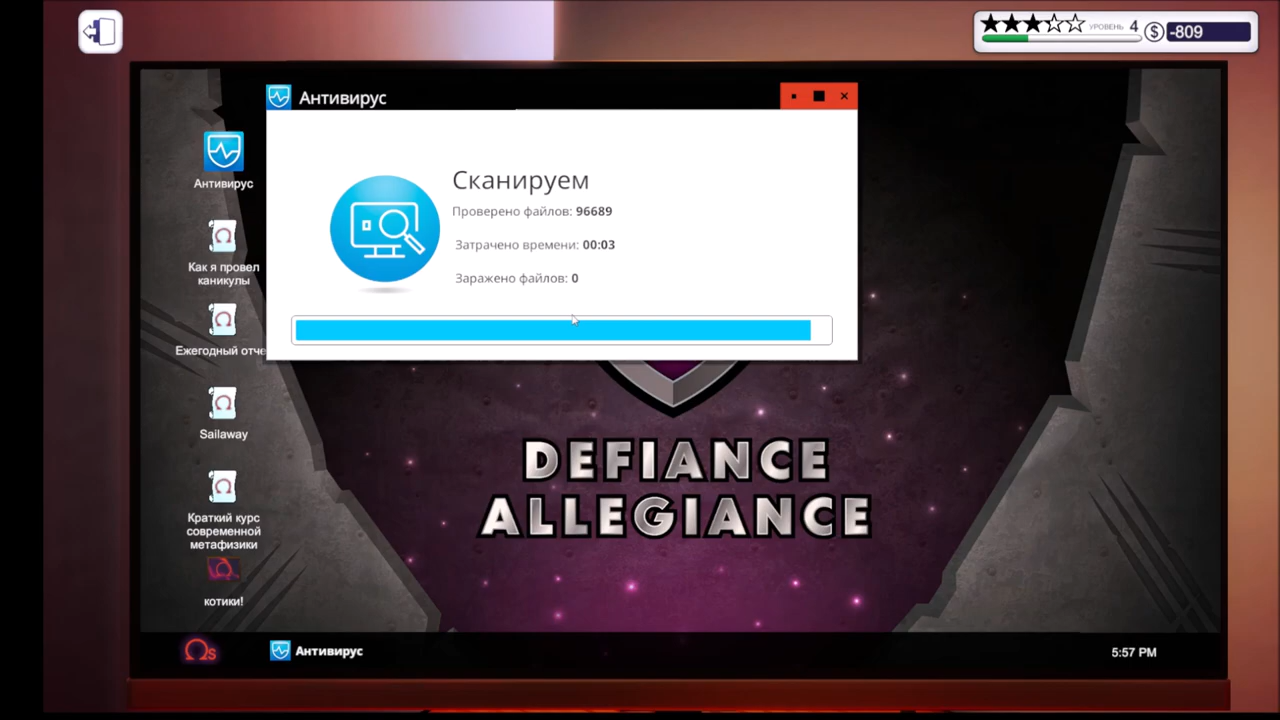 УРОВЕНЬ 4
$ -809
Антивирус
Антивирус
Сканируем
Проверено файлов: 96689
Затрачено времени: 00:03
Заражено файлов: 0
Как я провел
каникулы
Ежегодный отче
Sailaway
Краткий курс
современной
метафизики
котики!
DEFIANCE
ALLEGIANCE
Ωs
Антивирус
5:57 PM